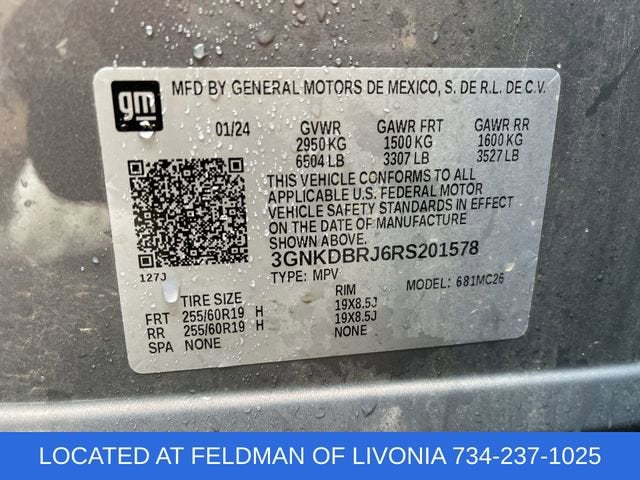 gm
MFD BY GENERAL MOTORS DE MEXICO, S. DE R.L. DE C.V.
01/24 GVWR GAWR FRT GAWR RR
2950 KG 1500 KG 1600 KG
6504 LB 3307 LB 3527 LB
THIS VEHICLE CONFORMS TO ALL
APPLICABLE U.S. FEDERAL MOTOR
VEHICLE SAFETY STANDARDS IN EFFECT
ON THE DATE OF MANUFACTURE
SHOWN ABOVE.
3GNKDBRJ6RS201578
127J TYPE: MPV MODEL: 681MC26
TIRE SIZE RIM
FRT 255/60R19 H 19X8.5J
RR 255/60R19 H 19X8.5J
SPA NONE NONE
LOCATED AT FELDMAN OF LIVONIA 734-237-1025